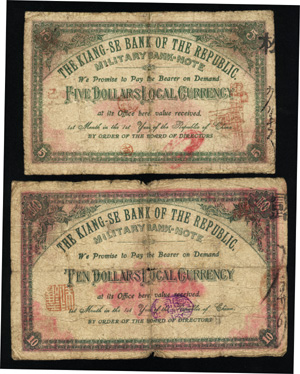 THE KIANG-SE BANK OF THE REPUBLIC.
MILITARY BANK-NOTE
We Promise to Pay the Bearer on Demand
FIVE DOLLARS LOCAL CURRENCY
at its Office here value received.
1st Month in the 1st Year of the Republic of China
BY ORDER OF THE BOARD OF DIRECTORS
5
5
THE KIANG-SE BANK OF THE REPUBLIC.
MILITARY BANK-NOTE
We Promise to Pay the Bearer on Demand
TEN DOLLARS LOCAL CURRENCY
at its Office here value received.
1st Month in the 1st Year of the Republic of China
BY ORDER OF THE BOARD OF DIRECTORS
10
10